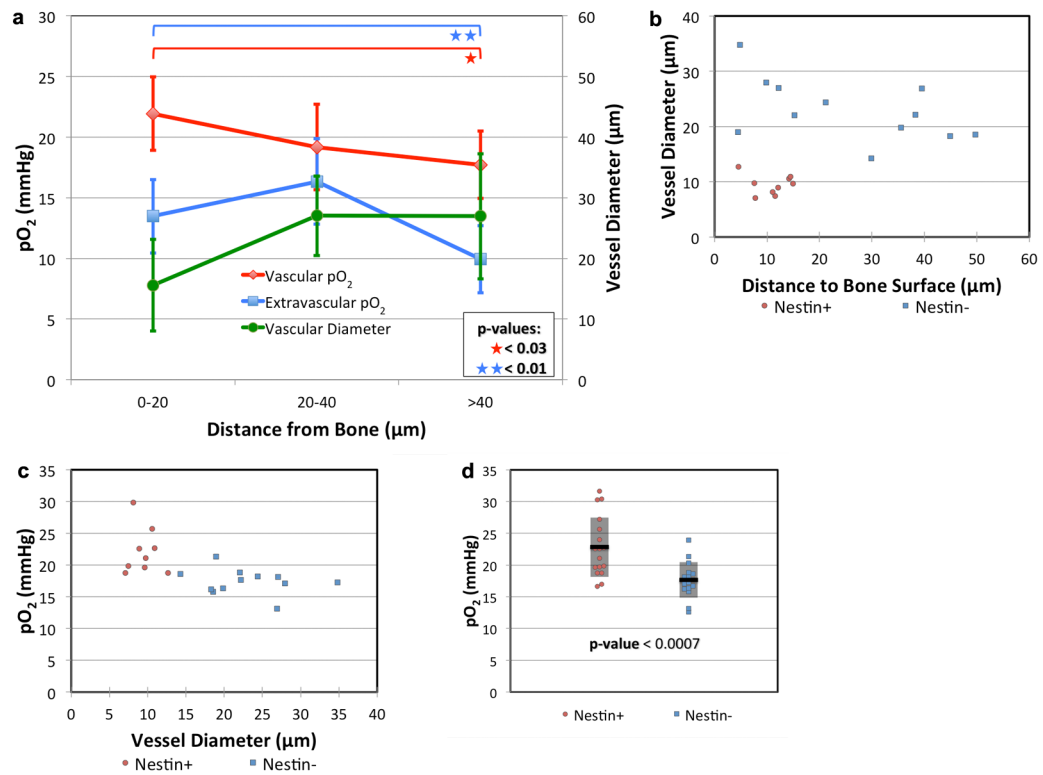 a
30
25
20
15
10
5
0
pO2 (mmHg)
60
50
40
30
20
10
0
Vessel Diameter (µm)
★★
★
Vascular pO2
Extravascular pO2
Vascular Diameter
p-values:
★< 0.03
★★< 0.01
0-20
20-40
>40
Distance from Bone (µm)
b
40
30
20
10
0
Vessel Diameter (µm)
0 10 20 30 40 50 60
Distance to Bone Surface (µm)
Nestin+ Nestin-
c
35
30
25
20
15
10
5
0
pO2 (mmHg)
0 5 10 15 20 25 30 35 40
Vessel Diameter (µm)
Nestin+ Nestin-
d
35
30
25
20
15
10
5
0
pO2 (mmHg)
p-value < 0.0007
Nestin+ Nestin-